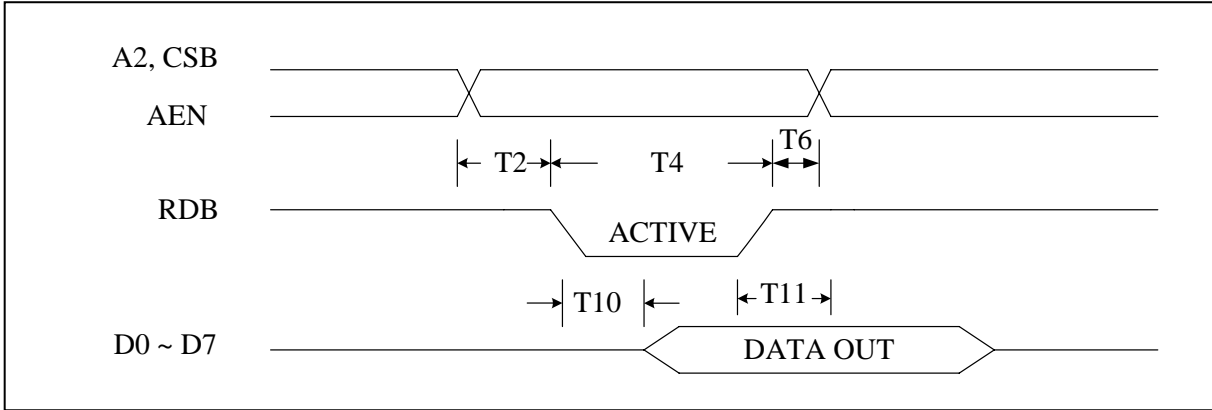 A2, CSB
AEN
T6
T2
T4
RDB
ACTIVE
T10
T11
D0 ~ D7
DATA OUT